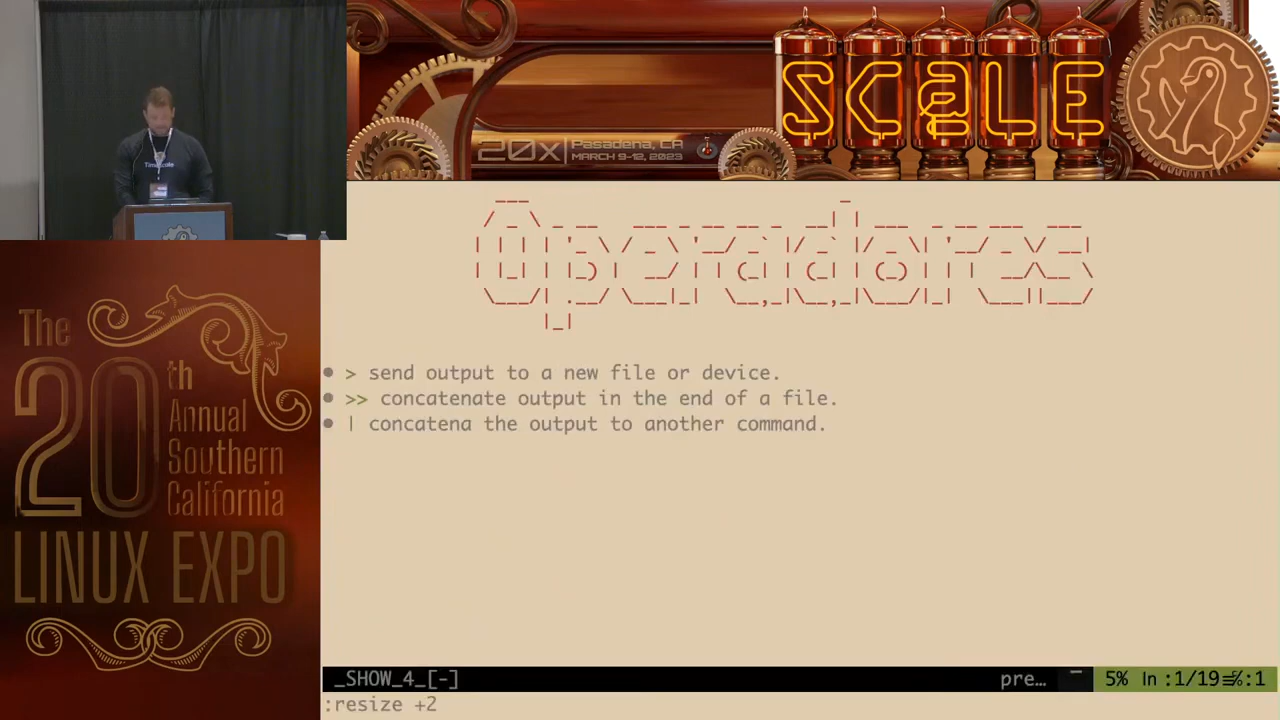 SC@LE
20x
Pasadena, CA
MARCH 9-12, 2023
The
20th
Annual
Southern
California
LINUX EXPO
Operadores
• > send output to a new file or device.
• >> concatenate output in the end of a file.
• | concatena the output to another command.
_SHOW_4_[-]
pre… 5% ln :1/19≡℅:1
:resize +2